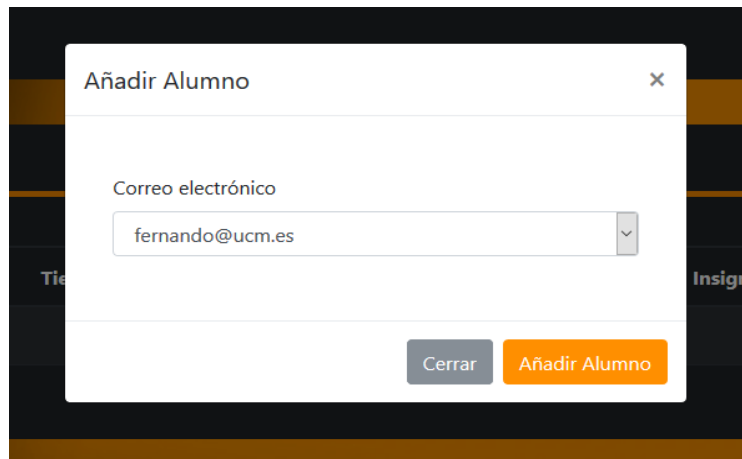 Añadir Alumno ×
Correo electrónico
fernando@ucm.es
Cerrar Añadir Alumno